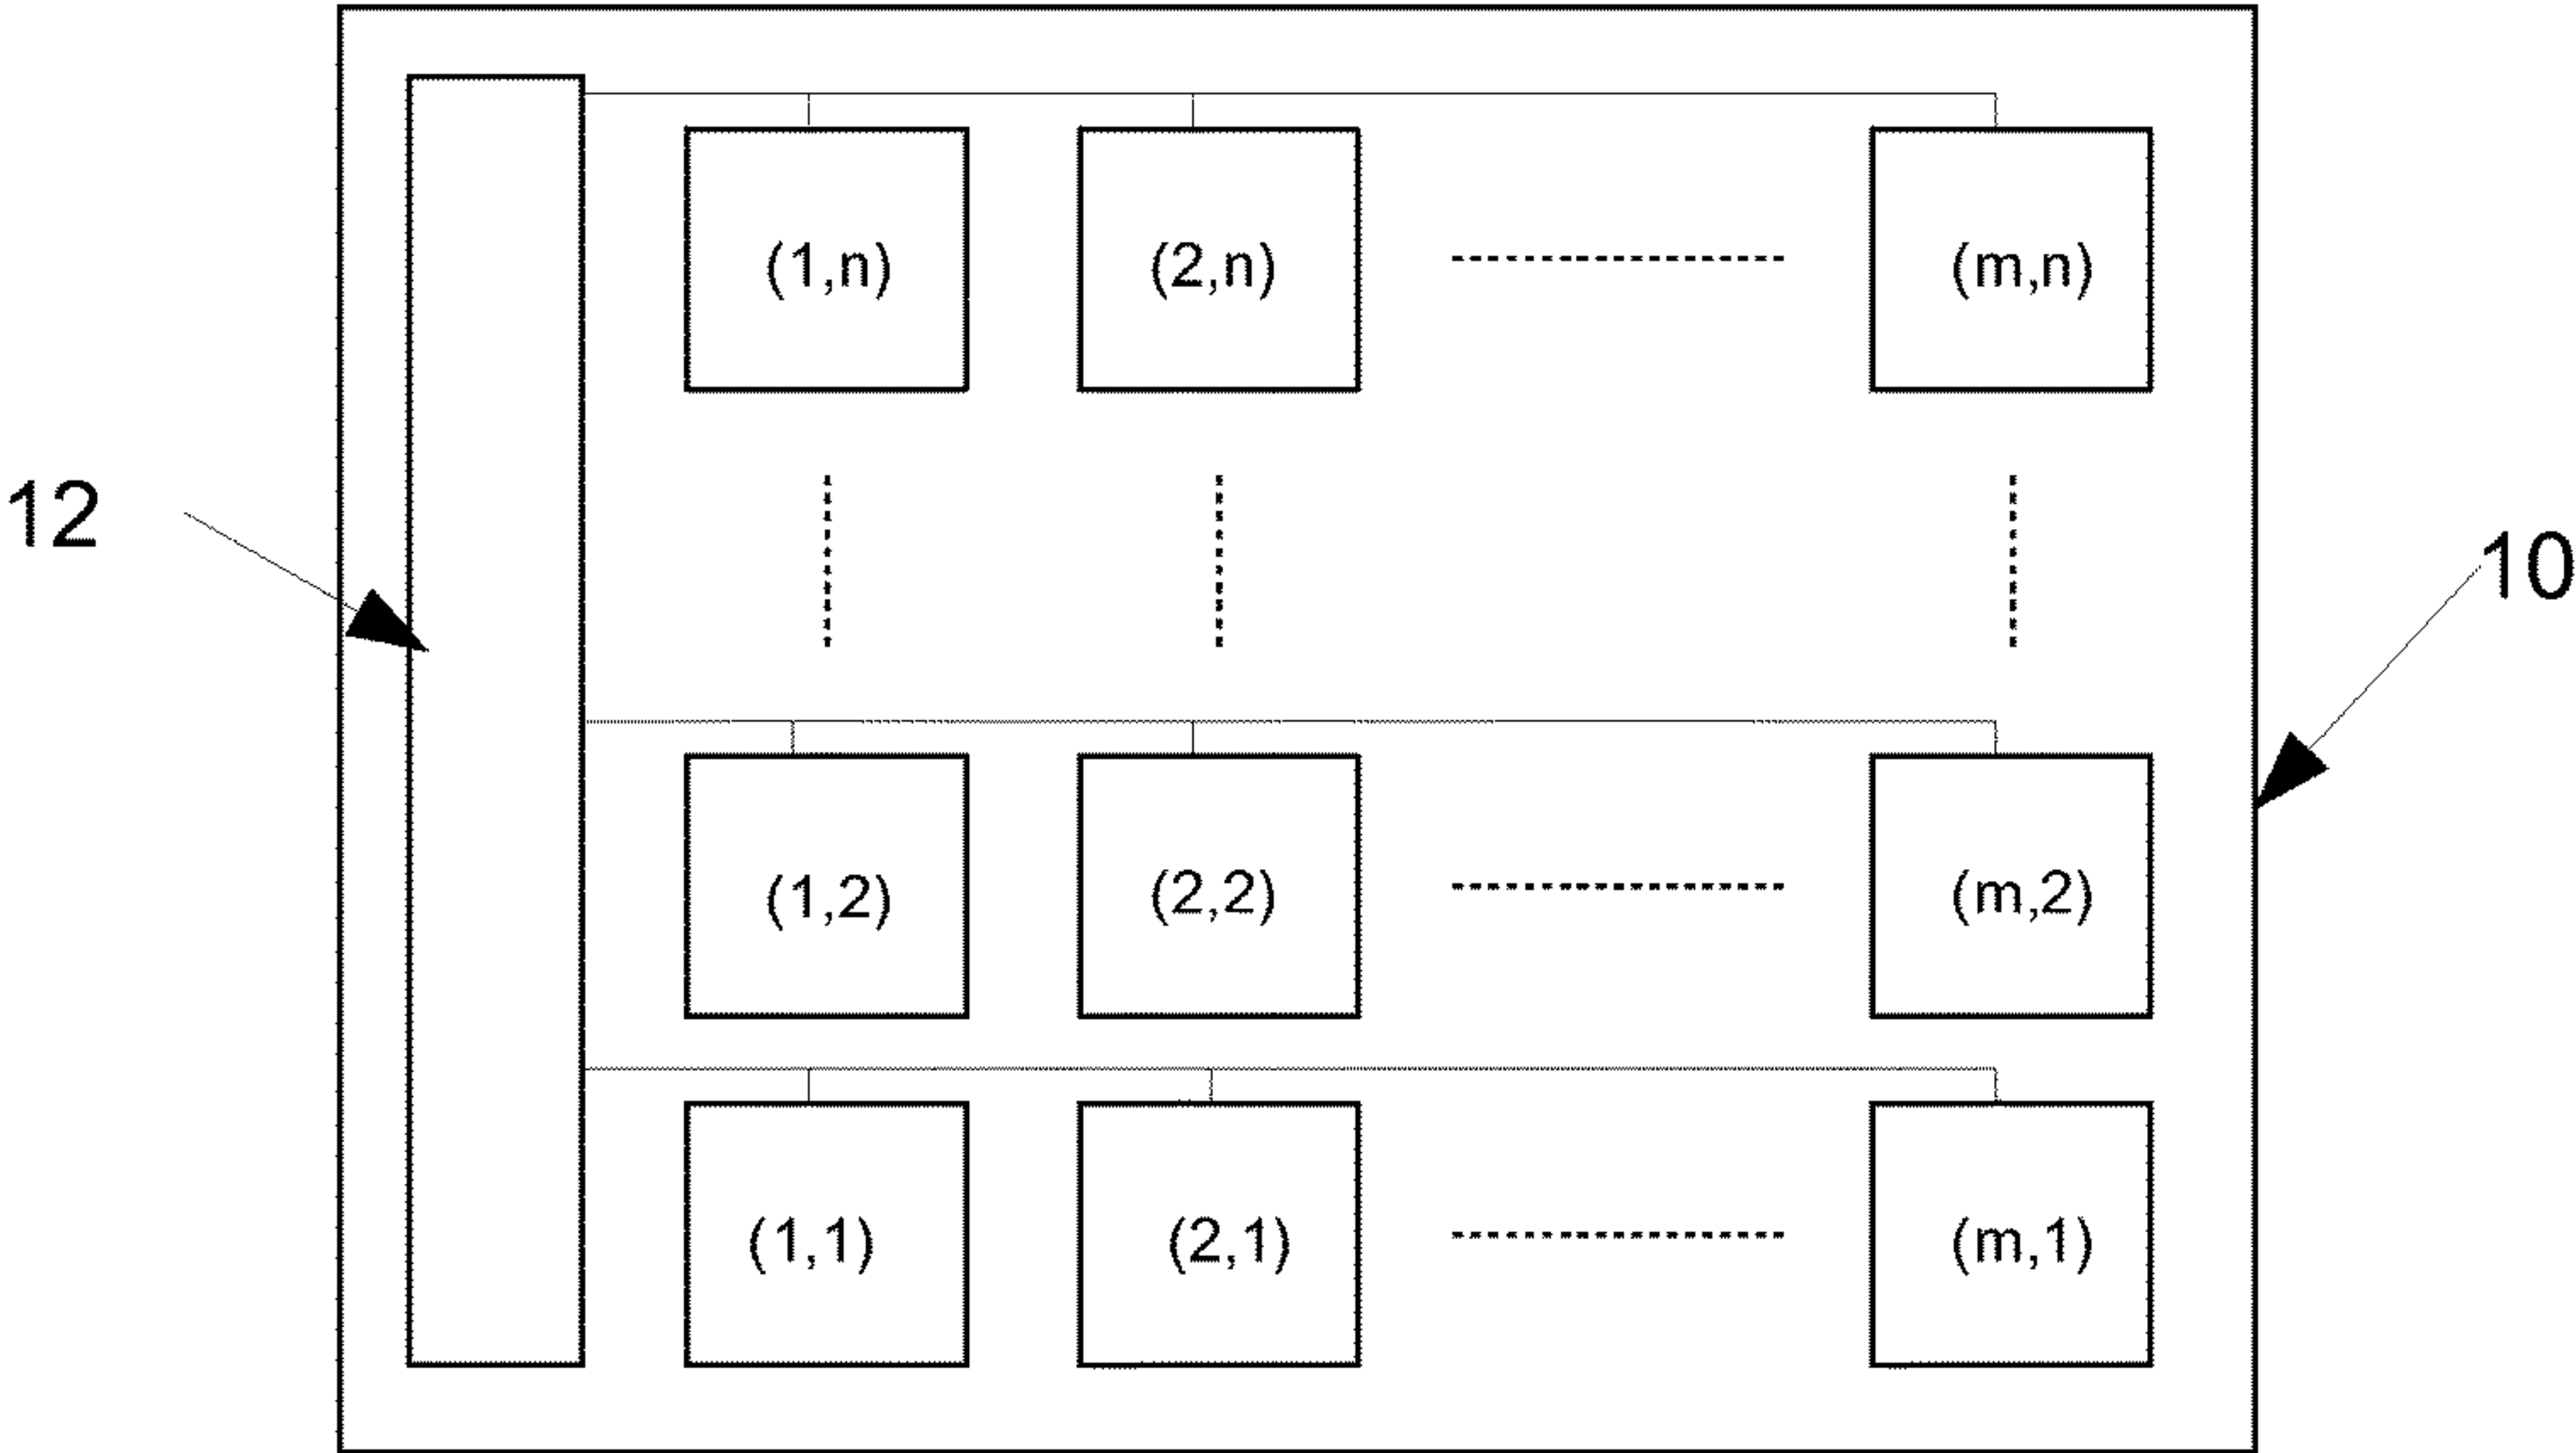 (1,n) (2,n) (m,n)
12
10
(1,2) (2,2) (m,2)
(1,1) (2,1) (m,1)